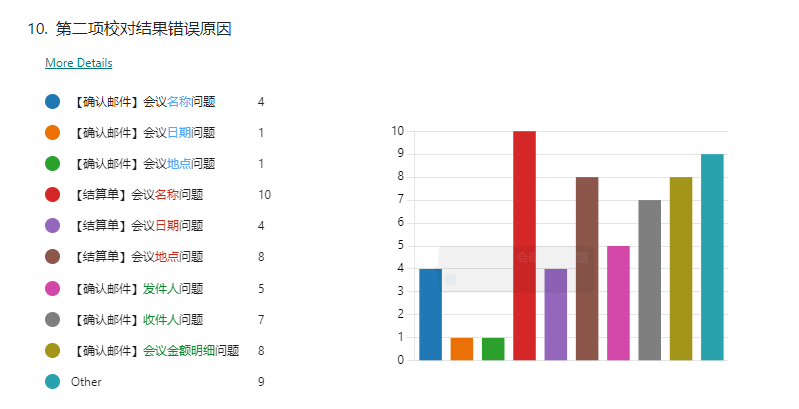 10. 第二项校对结果错误原因
More Details
【确认邮件】会议名称问题 4
【确认邮件】会议日期问题 1
【确认邮件】会议地点问题 1
【结算单】会议名称问题 10
【结算单】会议日期问题 4
【结算单】会议地点问题 8
【确认邮件】发件人问题 5
【确认邮件】收件人问题 7
【确认邮件】会议金额明细问题 8
Other 9
10
9
8
7
6
5
4
3
2
1
0